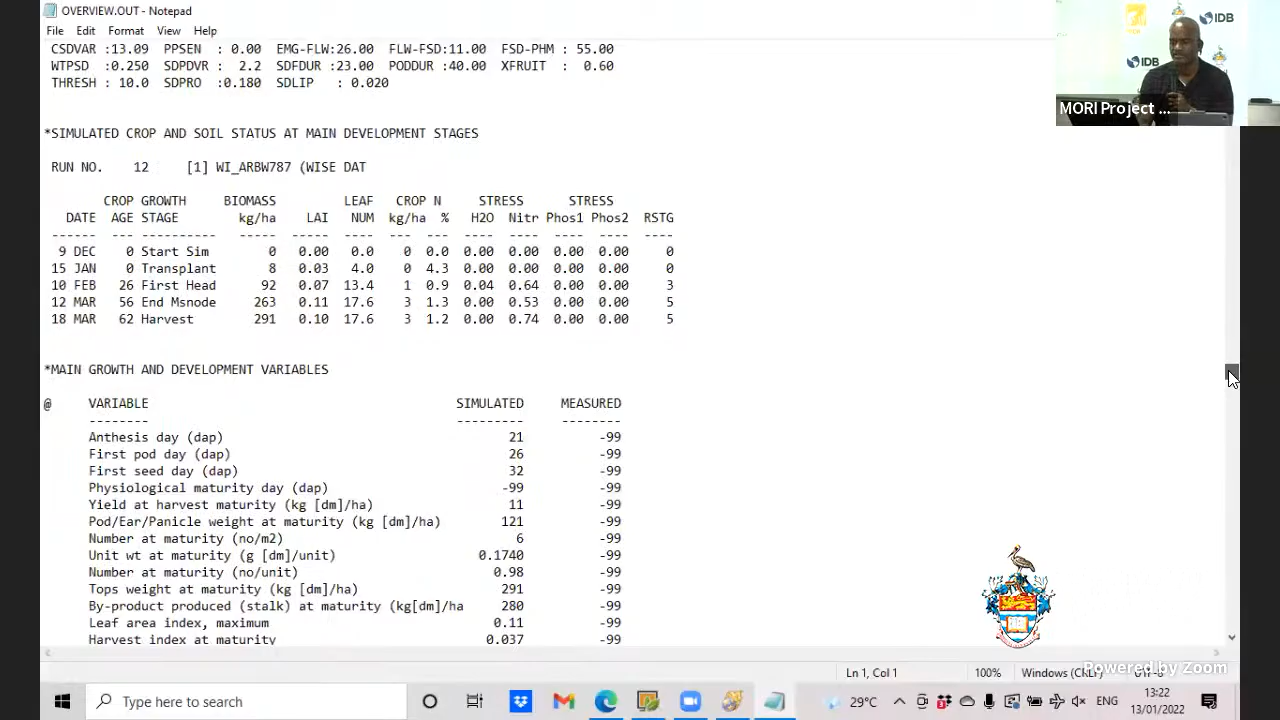 OVERVIEW.OUT - Notepad
File Edit Format View Help
CSDVAR :13.09 PPSEN : 0.00 EMG-FLW:26.00 FLW-FSD:11.00 FSD-PHM : 55.00
WTPSD :0.250 SDPDVR : 2.2 SDFDUR :23.00 PODDUR :40.00 XFRUIT : 0.60
THRESH : 10.0 SDPRO :0.180 SDLIP : 0.020
*SIMULATED CROP AND SOIL STATUS AT MAIN DEVELOPMENT STAGES
RUN NO. 12 [1] WI_ARBW787 (WISE DAT
CROP GROWTH BIOMASS LEAF CROP N STRESS STRESS
DATE AGE STAGE kg/ha LAI NUM kg/ha % H2O Nitr Phos1 Phos2 RSTG
------ --- ---------- ----- ----- ---- --- --- ---- ---- ---- ---- ----
9 DEC 0 Start Sim 0 0.00 0.0 0 0.0 0.00 0.00 0.00 0.00 0
15 JAN 0 Transplant 8 0.03 4.0 0 4.3 0.00 0.00 0.00 0.00 0
10 FEB 26 First Head 92 0.07 13.4 1 0.9 0.04 0.64 0.00 0.00 3
12 MAR 56 End Msnode 263 0.11 17.6 3 1.3 0.00 0.53 0.00 0.00 5
18 MAR 62 Harvest 291 0.10 17.6 3 1.2 0.00 0.74 0.00 0.00 5
*MAIN GROWTH AND DEVELOPMENT VARIABLES
@ VARIABLE SIMULATED MEASURED
-------- --------- --------
Anthesis day (dap) 21 -99
First pod day (dap) 26 -99
First seed day (dap) 32 -99
Physiological maturity day (dap) -99 -99
Yield at harvest maturity (kg [dm]/ha) 11 -99
Pod/Ear/Panicle weight at maturity (kg [dm]/ha) 121 -99
Number at maturity (no/m2) 6 -99
Unit wt at maturity (g [dm]/unit) 0.1740 -99
Number at maturity (no/unit) 0.98 -99
Tops weight at maturity (kg [dm]/ha) 291 -99
By-product produced (stalk) at maturity (kg[dm]/ha 280 -99
Leaf area index, maximum 0.11 -99
Harvest index at maturity 0.037 -99
IDB
IDB
MORI Project ...
Ln 1, Col 1 100% Windows (CRLF)
Powered by Zoom
Type here to search
29°C ENG 13:22
13/01/2022